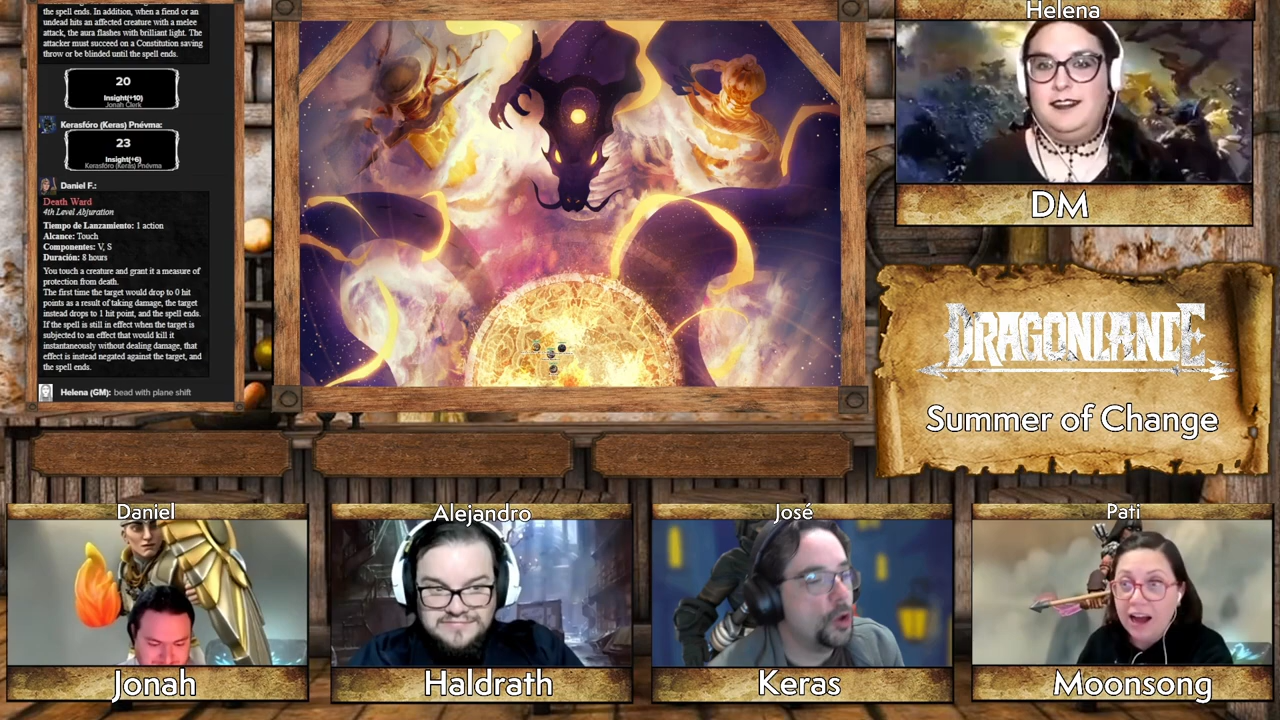 the spell ends. In addition, when a fiend or an
undead hits an affected creature with a melee
attack, the aura flashes with brilliant light. The
attacker must succeed on a Constitution saving
throw or be blinded until the spell ends.
20
Insight(+10)
Jonah Clerk
Kerasfóro (Keras) Pnévma:
23
Insight(+6)
Kerasfóro (Keras) Pnévma
Daniel F.:
Death Ward
4th Level Abjuration
Tiempo de Lanzamiento: 1 action
Alcance: Touch
Componentes: V, S
Duración: 8 hours
You touch a creature and grant it a measure of
protection from death.
The first time the target would drop to 0 hit
points as a result of taking damage, the target
instead drops to 1 hit point, and the spell ends.
If the spell is still in effect when the target is
subjected to an effect that would kill it
instantaneously without dealing damage, that
effect is instead negated against the target, and
the spell ends.
Helena (GM): bead with plane shift
Helena
DM
DRAGONLANCE
Summer of Change
Daniel
Jonah
Alejandro
Haldrath
José
Keras
Pati
Moonsong